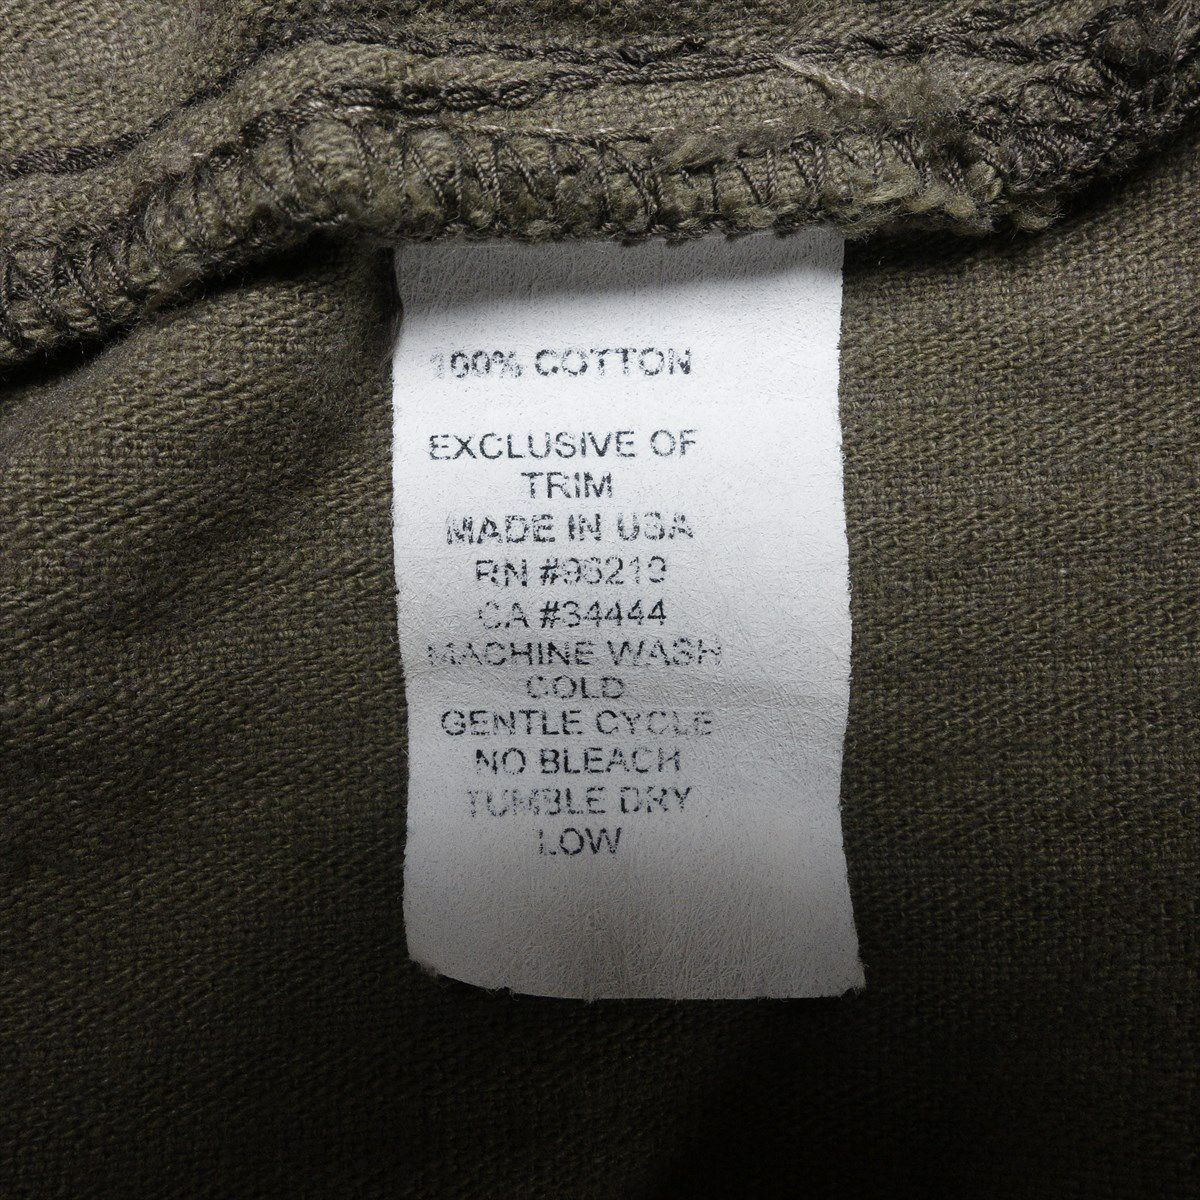 100% COTTON
EXCLUSIVE OF
TRIM
MADE IN USA
RN #96219
CA #34444
MACHINE WASH
COLD
GENTLE CYCLE
NO BLEACH
TUMBLE DRY
LOW